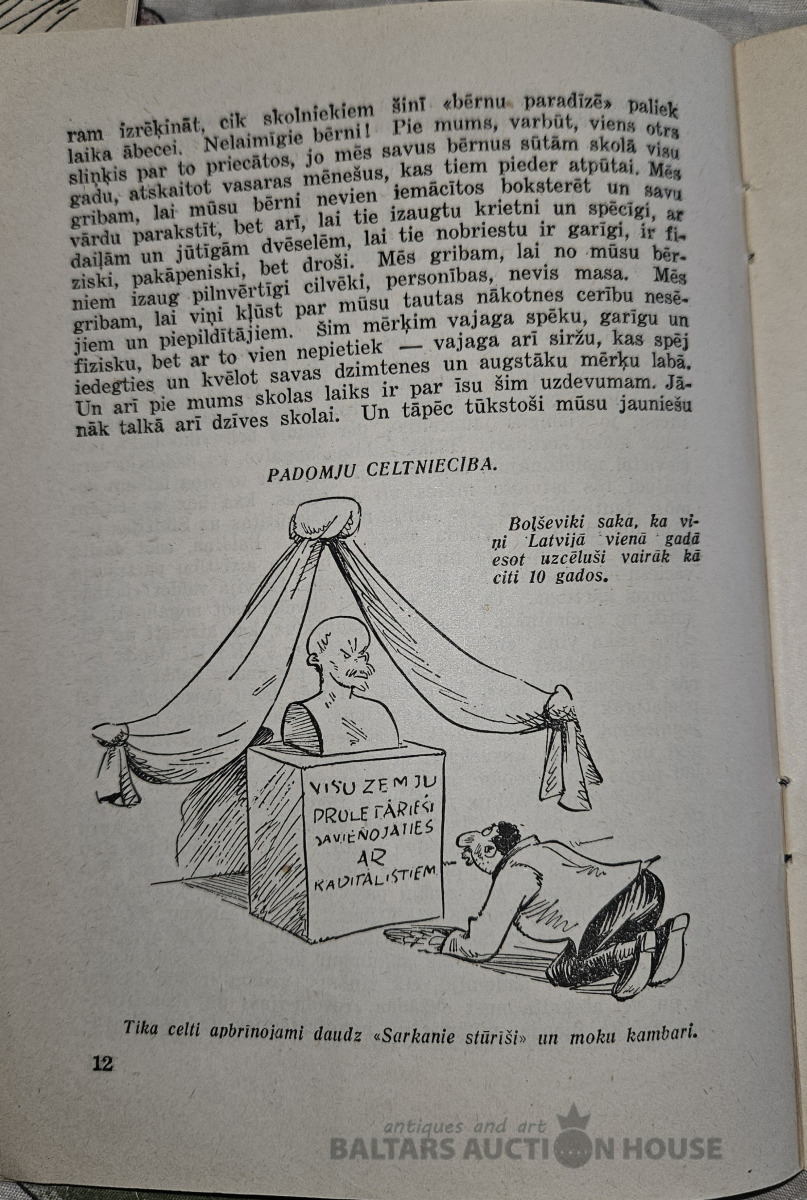 ram izrēķināt, cik skolniekiem šinī «bērnu paradīzē» paliek
laika ābecei. Nelaimīgie bērni! Pie mums, varbūt, viens otrs
sliņķis par to priecātos, jo mēs savus bērnus sūtām skolā visu
gadu, atskaitot vasaras mēnešus, kas tiem pieder atpūtai. Mēs
gribam, lai mūsu bērni nevien iemācītos boksterēt un savu
vārdu parakstīt, bet arī, lai tie izaugtu krietni un spēcīgi, ar
daiļām un jūtīgām dvēselēm, lai tie nobriestu ir garīgi, ir fi-
ziski, pakāpeniski, bet droši. Mēs gribam, lai no mūsu bēr-
niem izaug pilnvērtīgi cilvēki, personības, nevis masa. Mēs
gribam, lai viņi kļūst par mūsu tautas nākotnes cerību nesē-
jiem un piepildītājiem. Šim mērķim vajaga spēku, garīgu un
fizisku, bet ar to vien nepietiek — vajaga arī siržu, kas spēj
iedegties un kvēlot savas dzimtenes un augstāku mērķu labā.
Un arī pie mums skolas laiks ir par īsu šim uzdevumam. Jā-
nāk talkā arī dzīves skolai. Un tāpēc tūkstoši mūsu jauniešu
PADOMJU CELTNIECĪBA.
Boļševiki saka, ka vi-
ņi Latvijā vienā gadā
esot uzcēluši vairāk kā
citi 10 gados.
VISU ZEMJU
PROLETĀRIEŠI
SAVIENOJATIES
AR
KAPITĀLISTIEM
Tika celti apbrīnojami daudz «Sarkanie stūrīši» un moku kambari.
12
antiques and art
BALTARS AUCTION HOUSE